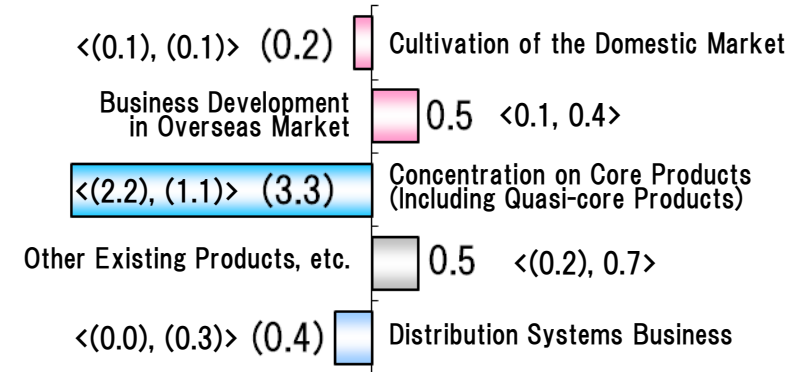 <(0.1), (0.1)> (0.2) Cultivation of the Domestic Market
Business Development
in Overseas Market
0.5 <0.1, 0.4>
<(2.2), (1.1)> (3.3)
Concentration on Core Products
(Including Quasi-core Products)
Other Existing Products, etc. 0.5 <(0.2), 0.7>
<(0.0), (0.3)> (0.4) Distribution Systems Business